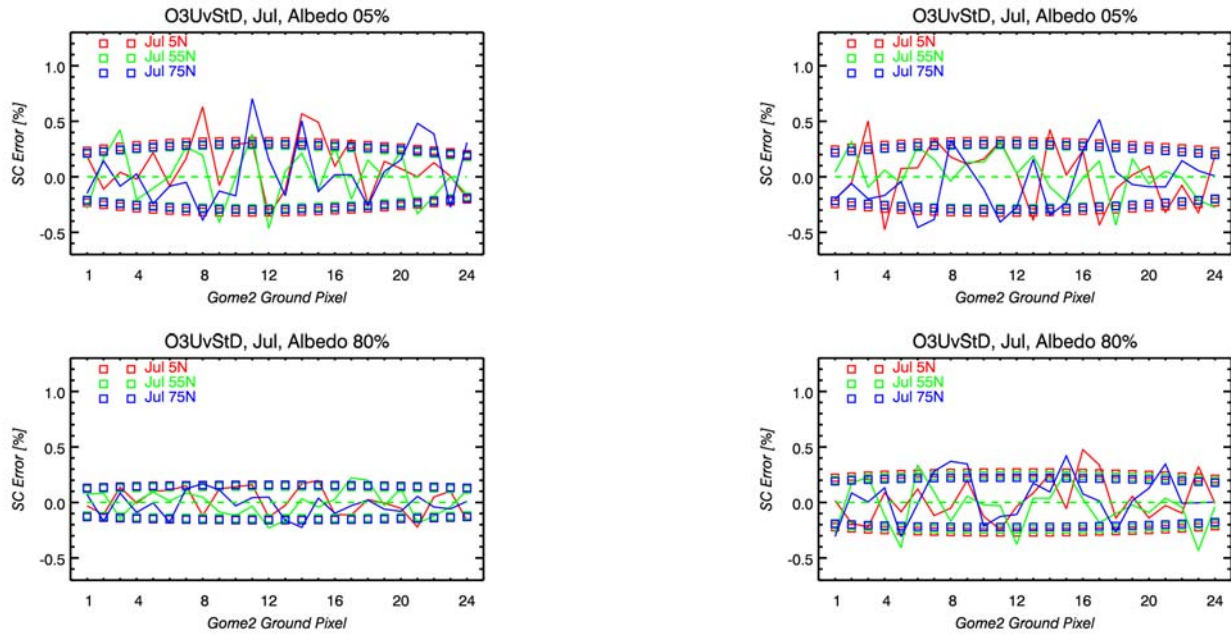 O3UvStD, Jul, Albedo 05%
Jul 5N
Jul 55N
Jul 75N
1.0
0.5
0.0
-0.5
SC Error [%]
1 4 8 12 16 20 24
Gome2 Ground Pixel
O3UvStD, Jul, Albedo 05%
Jul 5N
Jul 55N
Jul 75N
1.0
0.5
0.0
-0.5
SC Error [%]
1 4 8 12 16 20 24
Gome2 Ground Pixel
O3UvStD, Jul, Albedo 80%
Jul 5N
Jul 55N
Jul 75N
1.0
0.5
0.0
-0.5
SC Error [%]
1 4 8 12 16 20 24
Gome2 Ground Pixel
O3UvStD, Jul, Albedo 80%
Jul 5N
Jul 55N
Jul 75N
1.0
0.5
0.0
-0.5
SC Error [%]
1 4 8 12 16 20 24
Gome2 Ground Pixel